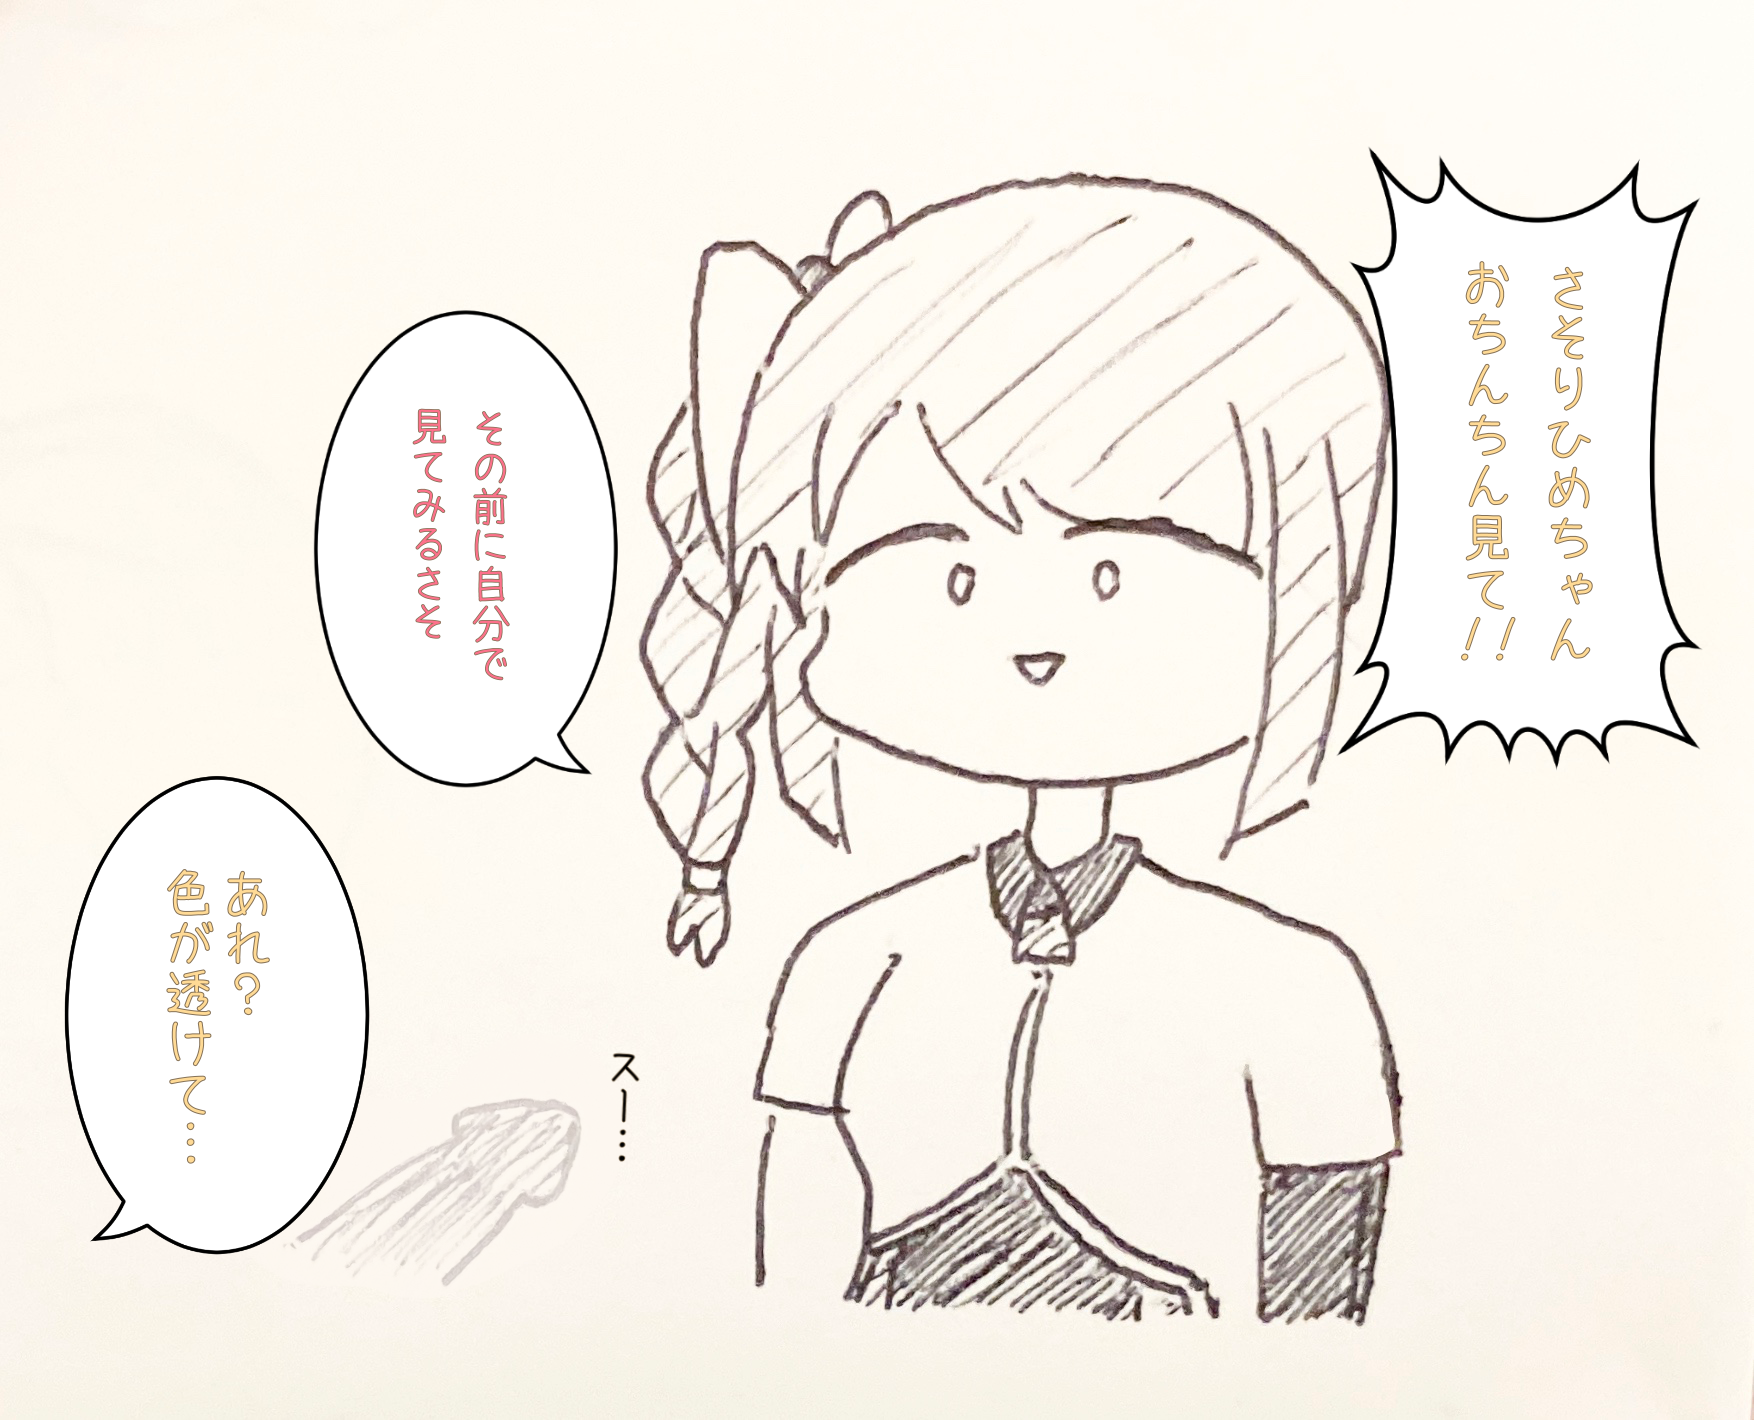 さそりひめちゃん
おちんちん見て!!
その前に自分で
見てみるさそ
スー…
あれ?
色が透けて…